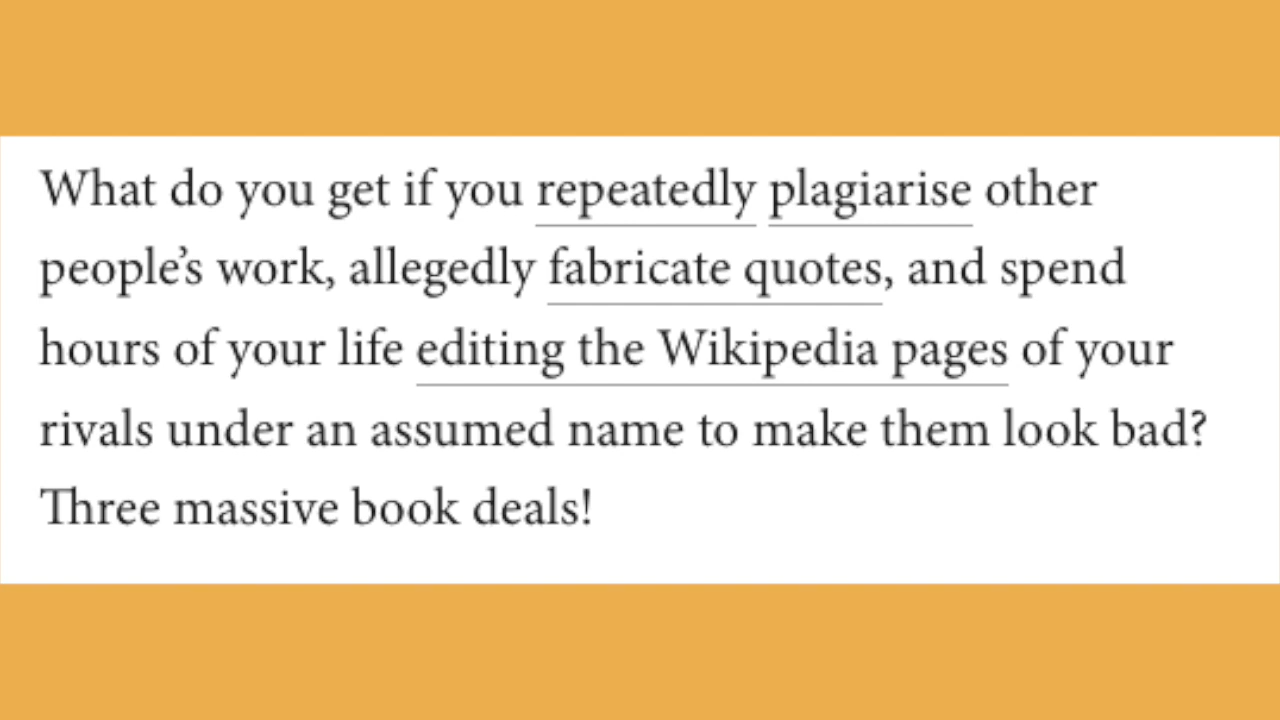 What do you get if you repeatedly plagiarise other
people’s work, allegedly fabricate quotes, and spend
hours of your life editing the Wikipedia pages of your
rivals under an assumed name to make them look bad?
Three massive book deals!